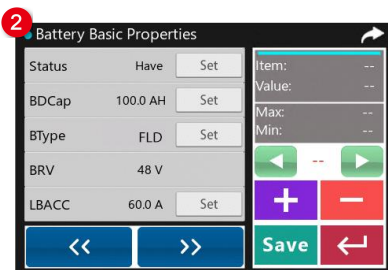 2
Battery Basic Properties
Status Have Set
BDCap 100.0 AH Set
BType FLD Set
BRV 48 V
LBACC 60.0 A Set
<< >>
Item: --
Value: --
Max: --
Min: --
--
+ −
Save